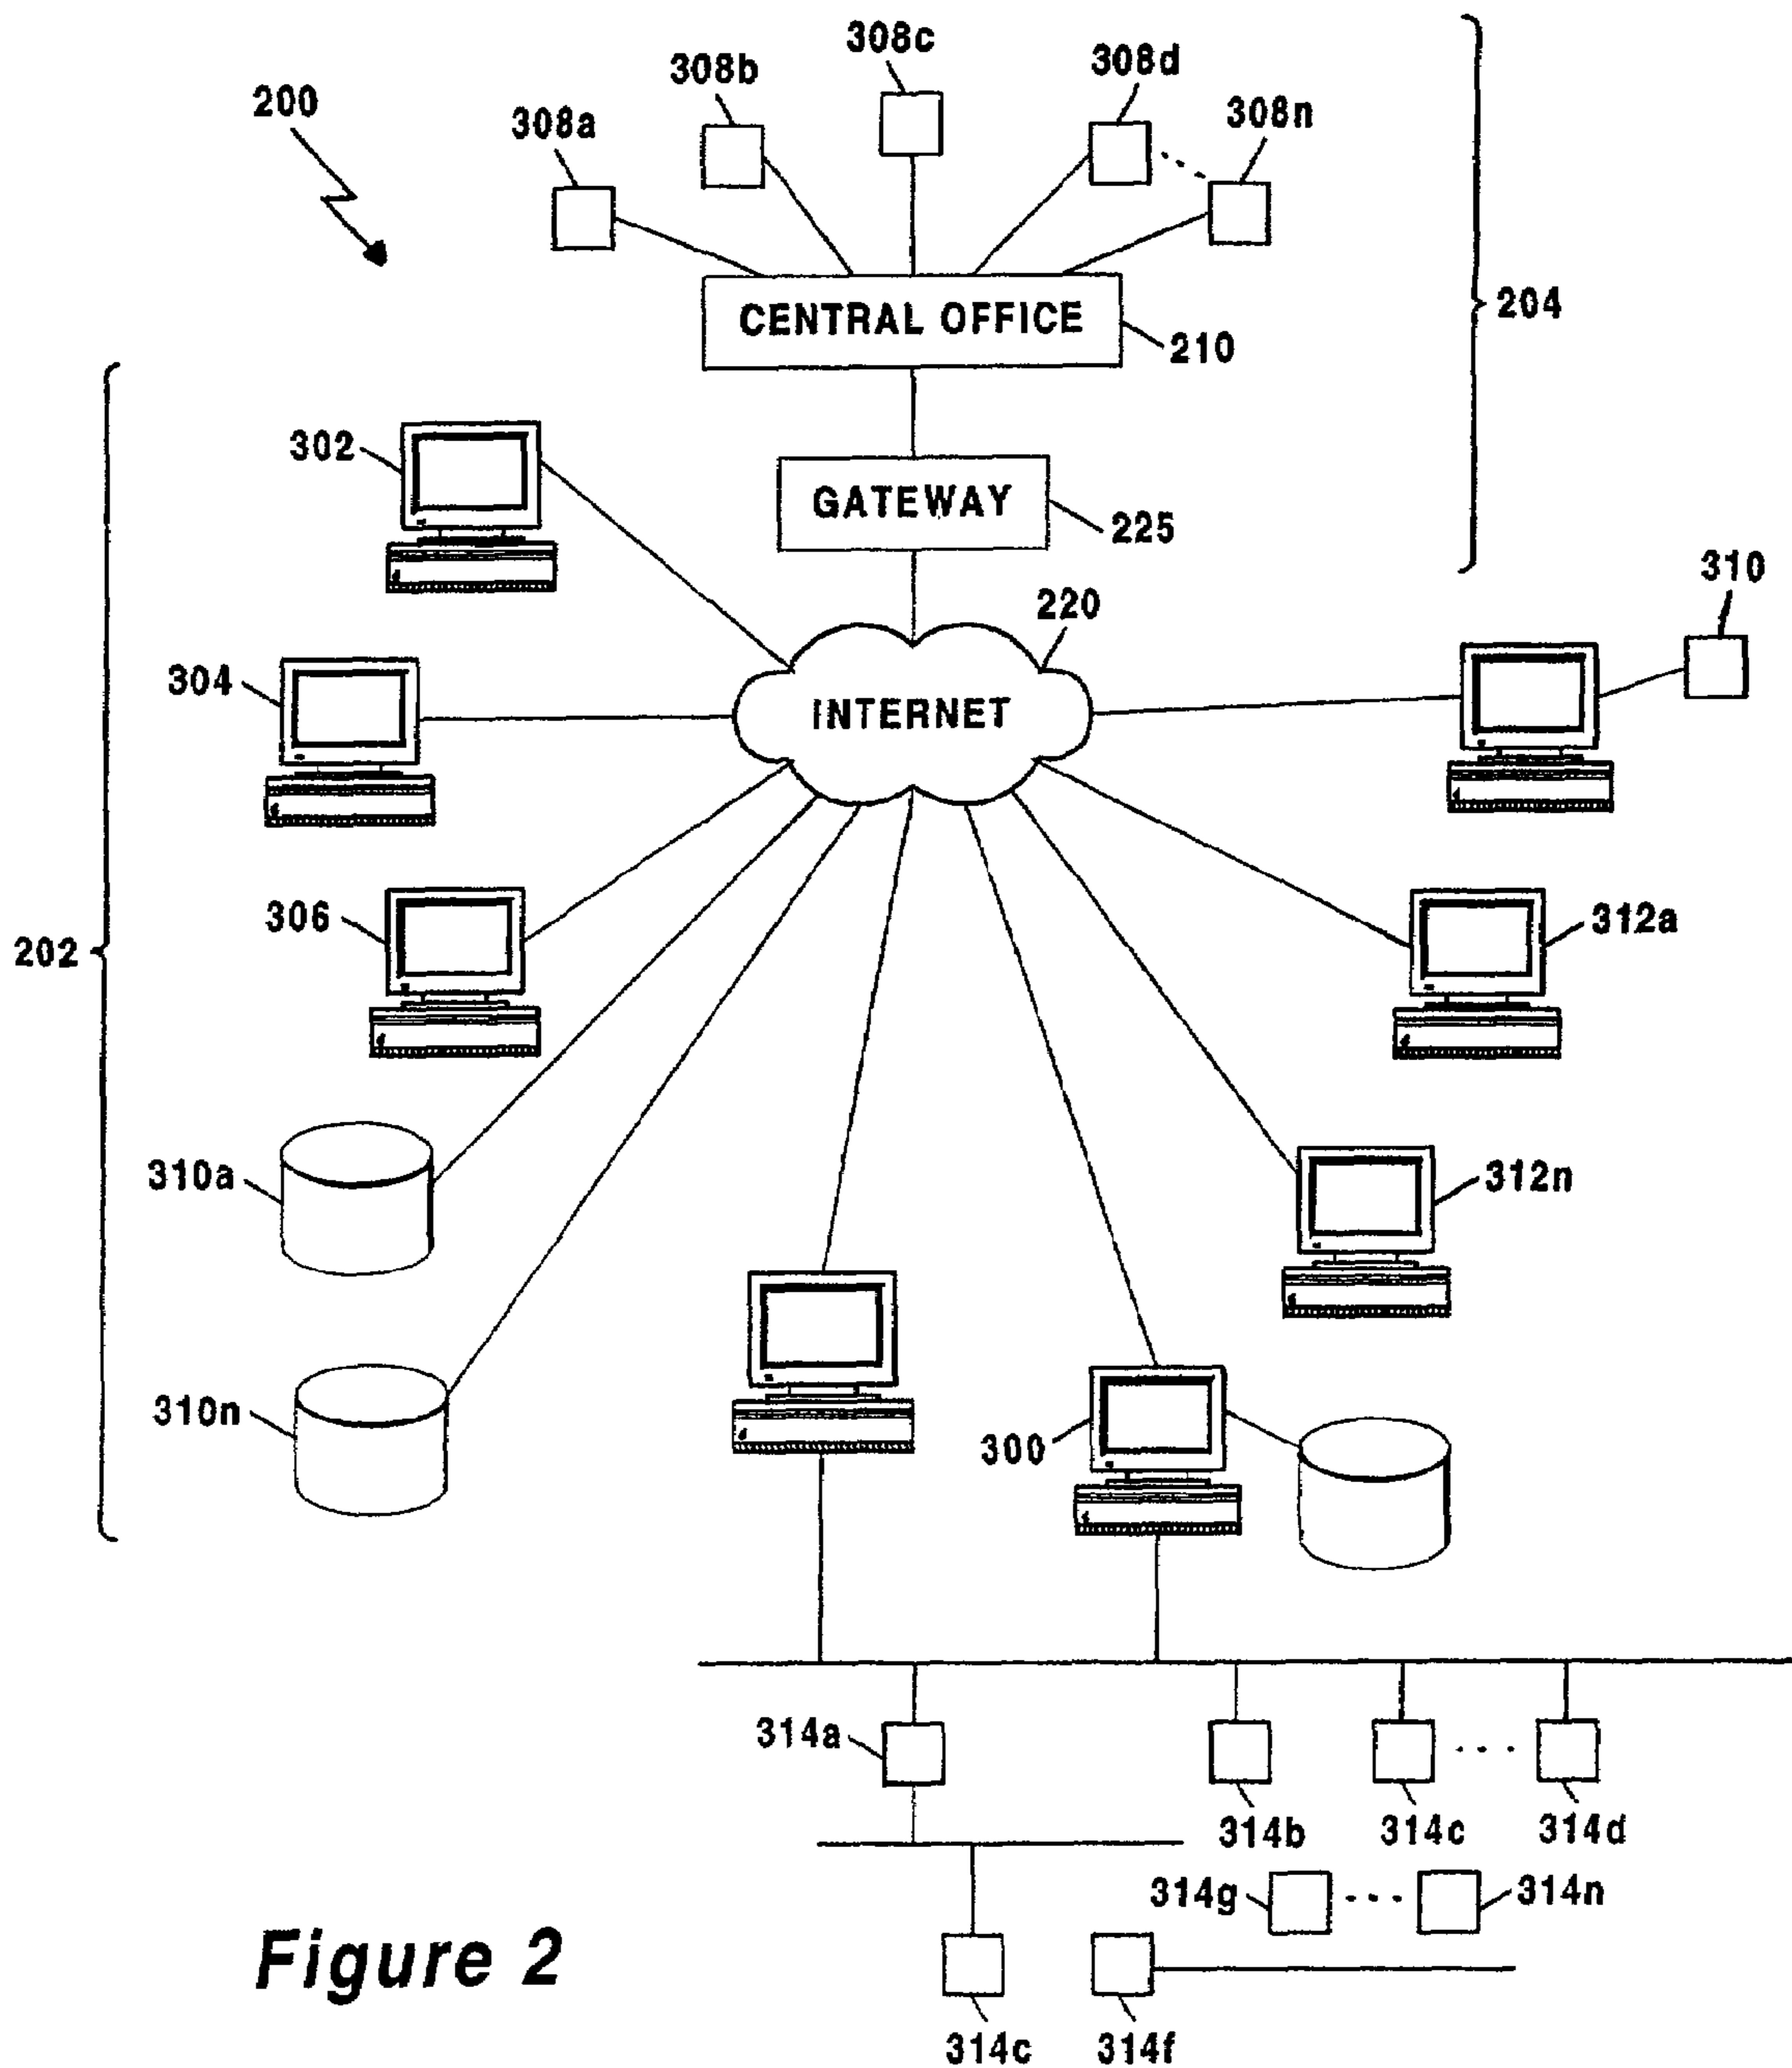 308c
308b
308d
200
308a
308n
CENTRAL OFFICE
204
210
302
GATEWAY
225
310
220
304
INTERNET
306
312a
202
310a
312n
310n
300
314a
314b
314c
314d
314g
314n
Figure 2
314c
314f